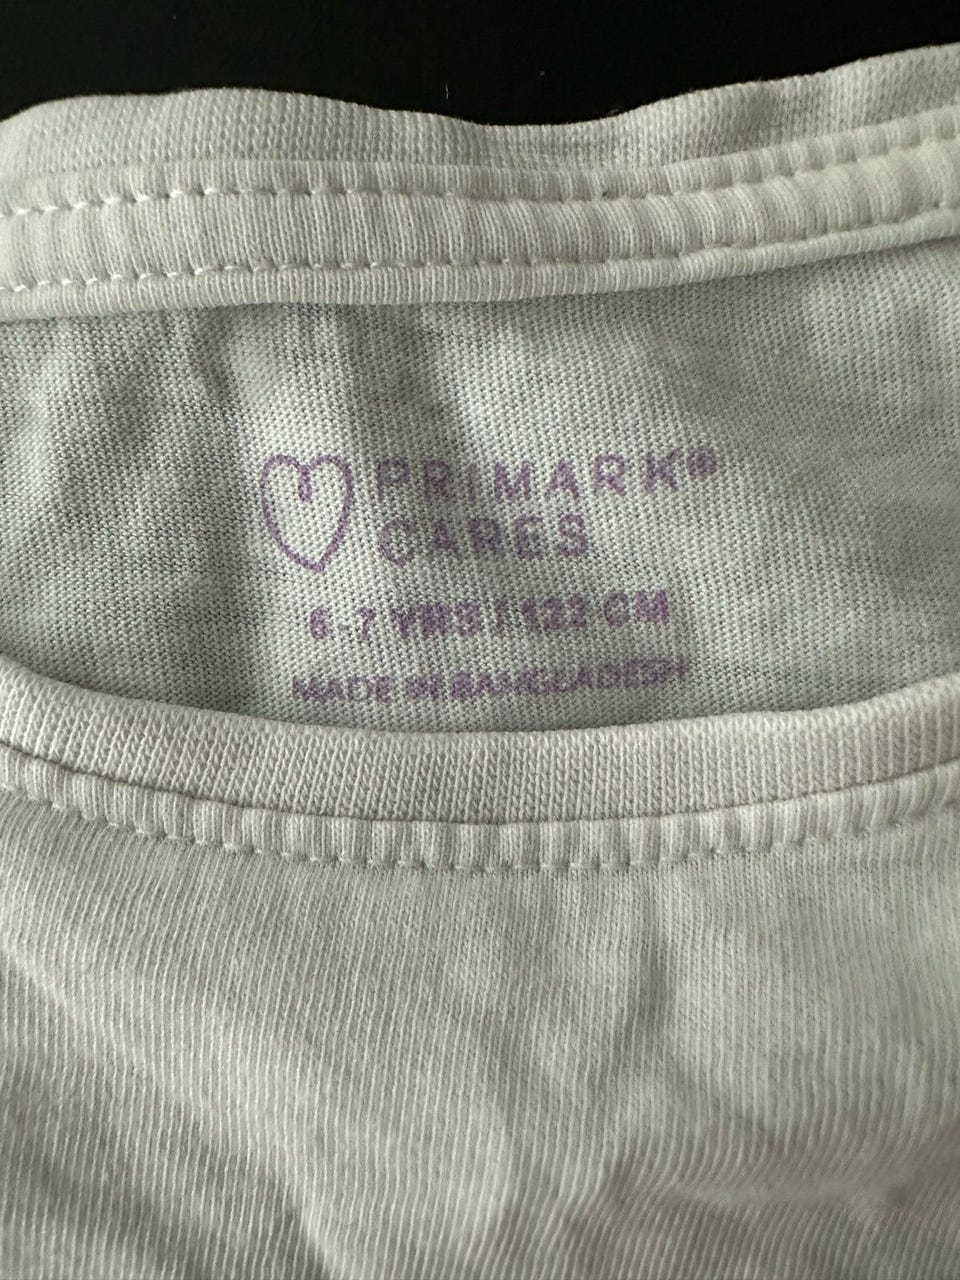 PRIMARK®
CARES
6-7 YRS / 122 CM
MADE IN BANGLADESH